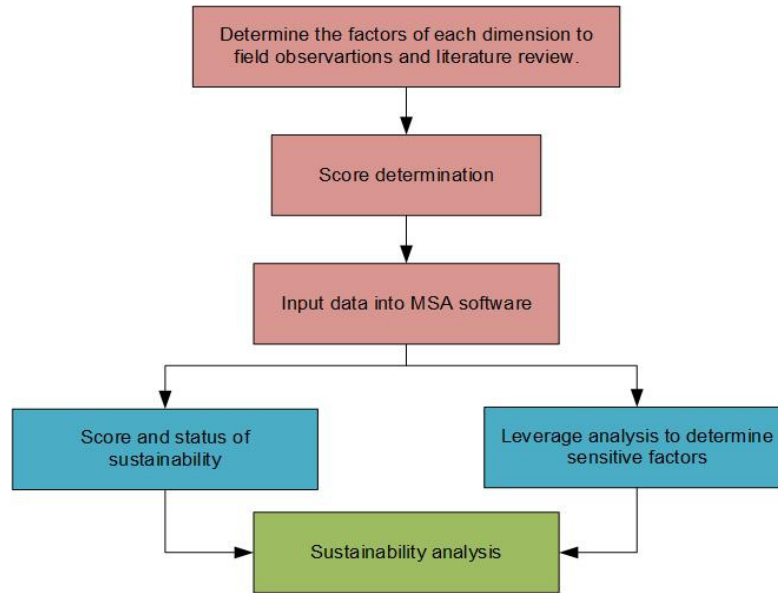 Determine the factors of each dimension to
field observartions and literature review.
Score determination
Input data into MSA software
Score and status of
sustainability
Leverage analysis to determine
sensitive factors
Sustainability analysis